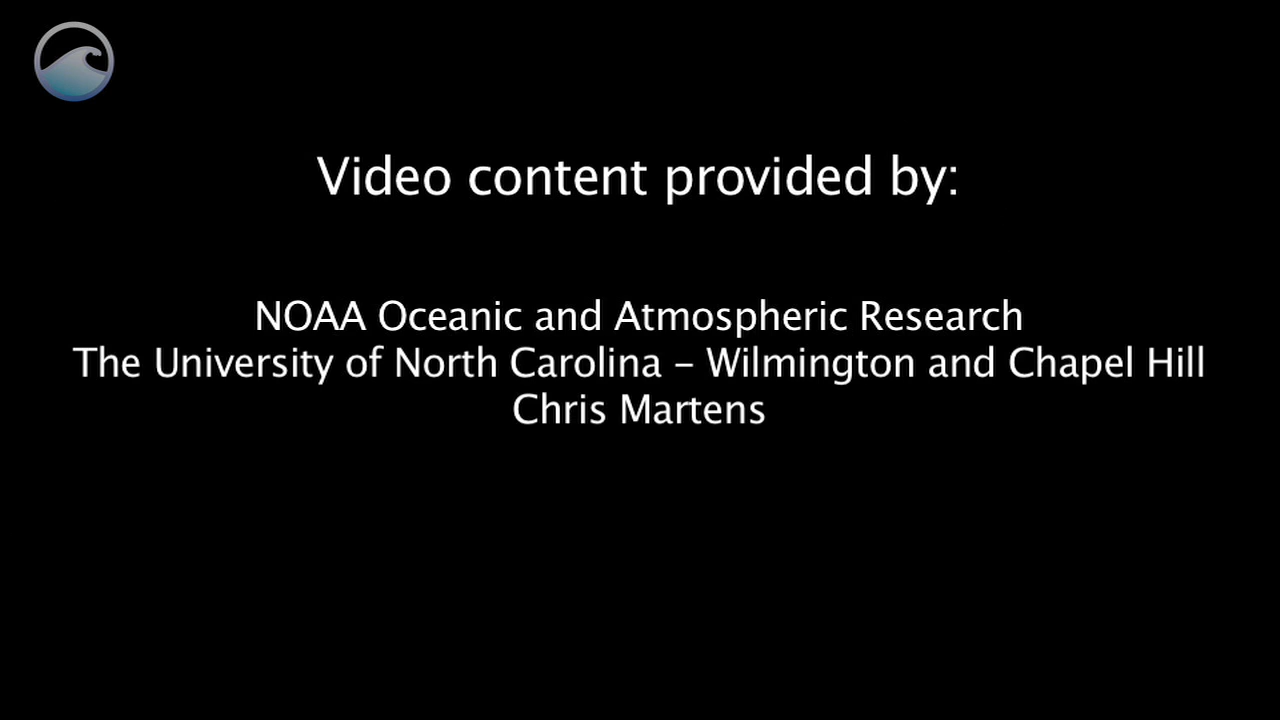 Video content provided by:
NOAA Oceanic and Atmospheric Research
The University of North Carolina – Wilmington and Chapel Hill
Chris Martens